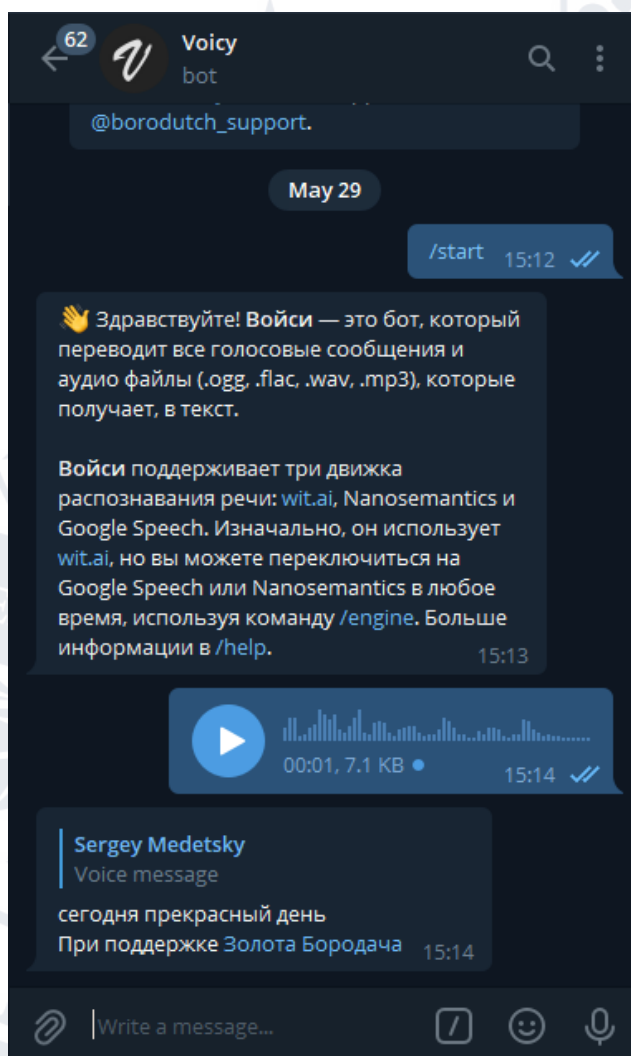 62
Voicy
bot
@borodutch_support.
May 29
/start 15:12
👋 Здравствуйте! Войси — это бот, который
переводит все голосовые сообщения и
аудио файлы (.ogg, .flac, .wav, .mp3), которые
получает, в текст.
Войси поддерживает три движка
распознавания речи: wit.ai, Nanosemantics и
Google Speech. Изначально, он использует
wit.ai, но вы можете переключиться на
Google Speech или Nanosemantics в любое
время, используя команду /engine. Больше
информации в /help.
15:13
00:01, 7.1 KB
15:14
Sergey Medetsky
Voice message
сегодня прекрасный день
При поддержке Золота Бородача 15:14
Write a message...